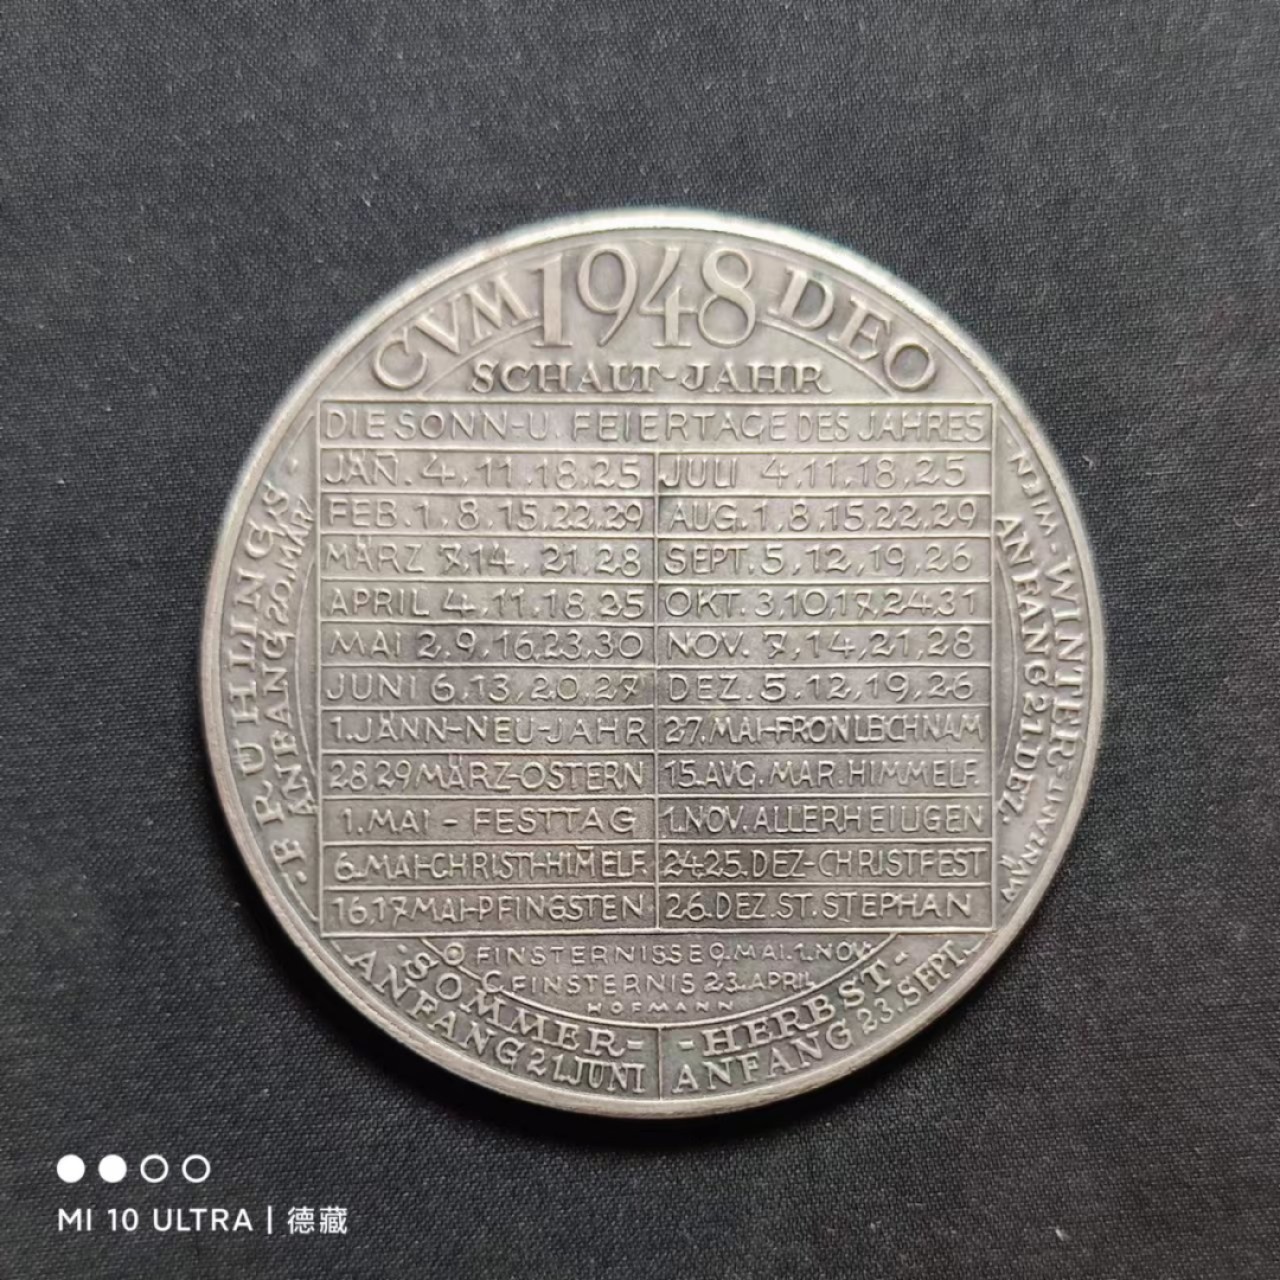 CVM 1948 DEO
SCHALT-JAHR
DIE SONN-U. FEIERTAGE DES JAHRES
JÄN. 4,11,18,25
JULI 4,11,18,25
FEB. 1,8,15,22,29
AUG. 1,8,15,22,29
MÄRZ 7,14,21,28
SEPT. 5,12,19,26
APRIL 4,11,18,25
OKT. 3,10,17,24,31
MAI 2,9,16,23,30
NOV. 7,14,21,28
JUNI 6,13,20,27
DEZ. 5,12,19,26
1.JÄNN-NEU-JAHR
27.MAI-FRONLEICHNAM
28,29 MÄRZ-OSTERN
15.AVG.MAR.HIMMELF.
1.MAI - FESTTAG
1.NOV.ALLERHEILIGEN
6.MAI-CHRISTI-HIM̄ELF.
24,25.DEZ-CHRISTFEST
16,17 MAI-PFINGSTEN
26.DEZ.ST.STEPHAN
FINSTERNISSE 9.MAI.1.NOV.
FINSTERNIS 23.APRIL
HOFMANN
-FRÜHLINGS-
ANFANG 20.MÄRZ
-SOMMER-
ANFANG 21.JUNI
-HERBST-
ANFANG 23.SEPT.
-WINTER-
ANFANG 21.DEZ.
WIEN
MÜNZAMT
MI 10 ULTRA | 德藏